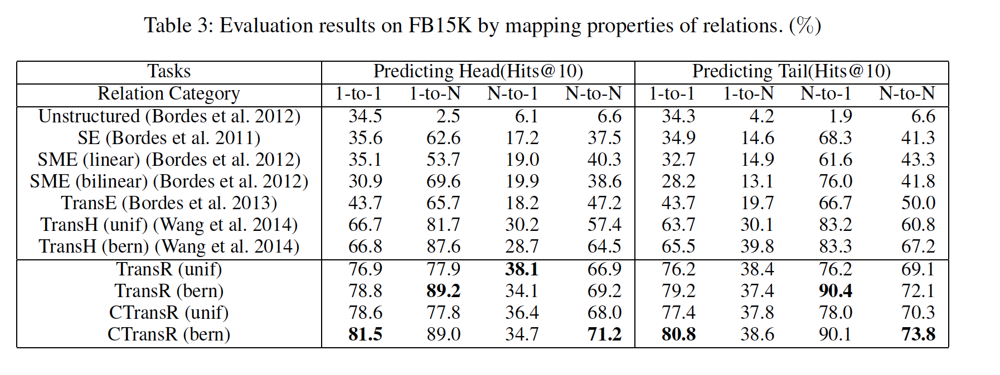 Table 3: Evaluation results on FB15K by mapping properties of relations. (%)
Tasks Predicting Head(Hits@10) Predicting Tail(Hits@10)
Relation Category 1-to-1 1-to-N N-to-1 N-to-N 1-to-1 1-to-N N-to-1 N-to-N
Unstructured (Bordes et al. 2012) 34.5 2.5 6.1 6.6 34.3 4.2 1.9 6.6
SE (Bordes et al. 2011) 35.6 62.6 17.2 37.5 34.9 14.6 68.3 41.3
SME (linear) (Bordes et al. 2012) 35.1 53.7 19.0 40.3 32.7 14.9 61.6 43.3
SME (bilinear) (Bordes et al. 2012) 30.9 69.6 19.9 38.6 28.2 13.1 76.0 41.8
TransE (Bordes et al. 2013) 43.7 65.7 18.2 47.2 43.7 19.7 66.7 50.0
TransH (unif) (Wang et al. 2014) 66.7 81.7 30.2 57.4 63.7 30.1 83.2 60.8
TransH (bern) (Wang et al. 2014) 66.8 87.6 28.7 64.5 65.5 39.8 83.3 67.2
TransR (unif) 76.9 77.9 38.1 66.9 76.2 38.4 76.2 69.1
TransR (bern) 78.8 89.2 34.1 69.2 79.2 37.4 90.4 72.1
CTransR (unif) 78.6 77.8 36.4 68.0 77.4 37.8 78.0 70.3
CTransR (bern) 81.5 89.0 34.7 71.2 80.8 38.6 90.1 73.8